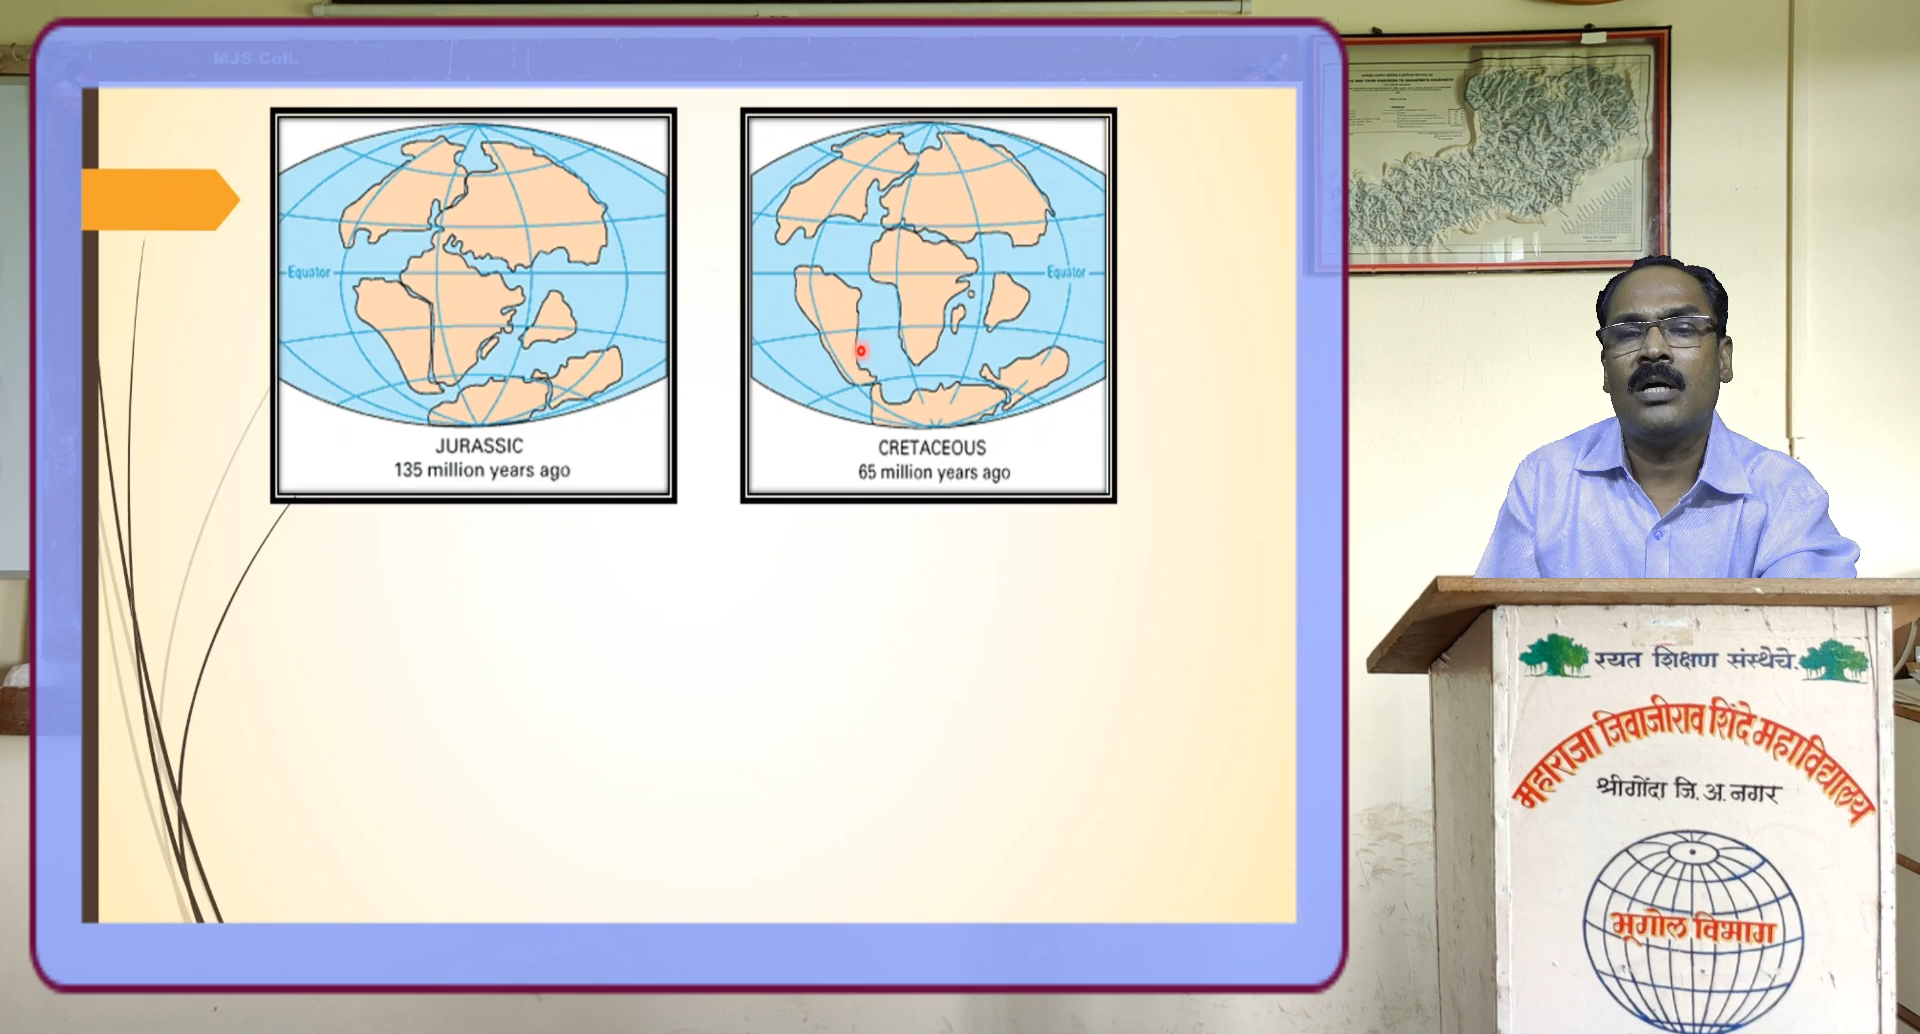 MJS Coll.
Equator
JURASSIC
135 million years ago
Equator
CRETACEOUS
65 million years ago
रयत शिक्षण संस्थेचे.
महाराजा जिवाजीराव शिंदे महाविद्यालय
श्रीगोंदा जि. अ. नगर
भूगोल विभाग